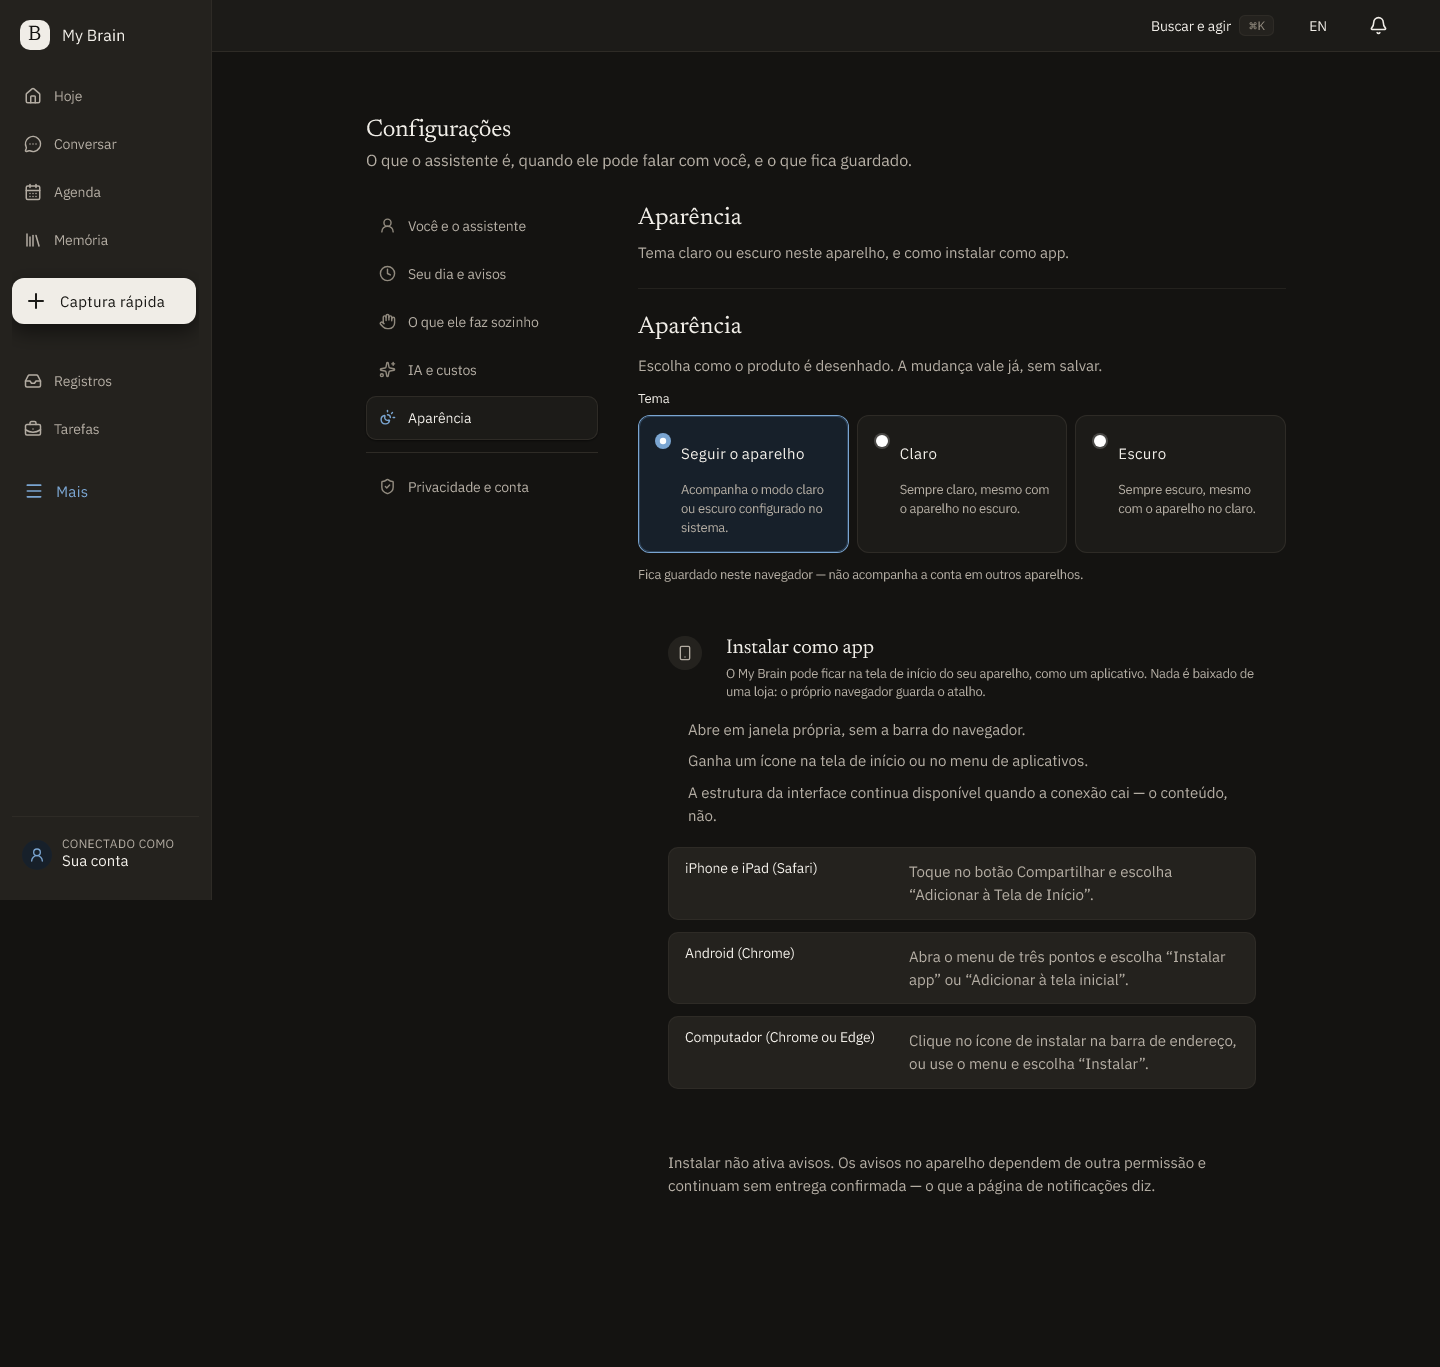 B My Brain
Hoje
Conversar
Agenda
Memória
Captura rápida
Registros
Tarefas
Mais
CONECTADO COMO
Sua conta
Buscar e agir ⌘K EN
Configurações
O que o assistente é, quando ele pode falar com você, e o que fica guardado.
Você e o assistente
Seu dia e avisos
O que ele faz sozinho
IA e custos
Aparência
Privacidade e conta
Aparência
Tema claro ou escuro neste aparelho, e como instalar como app.
Aparência
Escolha como o produto é desenhado. A mudança vale já, sem salvar.
Tema
Seguir o aparelho
Acompanha o modo claro
ou escuro configurado no
sistema.
Claro
Sempre claro, mesmo com
o aparelho no escuro.
Escuro
Sempre escuro, mesmo
com o aparelho no claro.
Fica guardado neste navegador — não acompanha a conta em outros aparelhos.
Instalar como app
O My Brain pode ficar na tela de início do seu aparelho, como um aplicativo. Nada é baixado de
uma loja: o próprio navegador guarda o atalho.
Abre em janela própria, sem a barra do navegador.
Ganha um ícone na tela de início ou no menu de aplicativos.
A estrutura da interface continua disponível quando a conexão cai — o conteúdo,
não.
iPhone e iPad (Safari)
Toque no botão Compartilhar e escolha
“Adicionar à Tela de Início”.
Android (Chrome)
Abra o menu de três pontos e escolha “Instalar
app” ou “Adicionar à tela inicial”.
Computador (Chrome ou Edge)
Clique no ícone de instalar na barra de endereço,
ou use o menu e escolha “Instalar”.
Instalar não ativa avisos. Os avisos no aparelho dependem de outra permissão e
continuam sem entrega confirmada — o que a página de notificações diz.